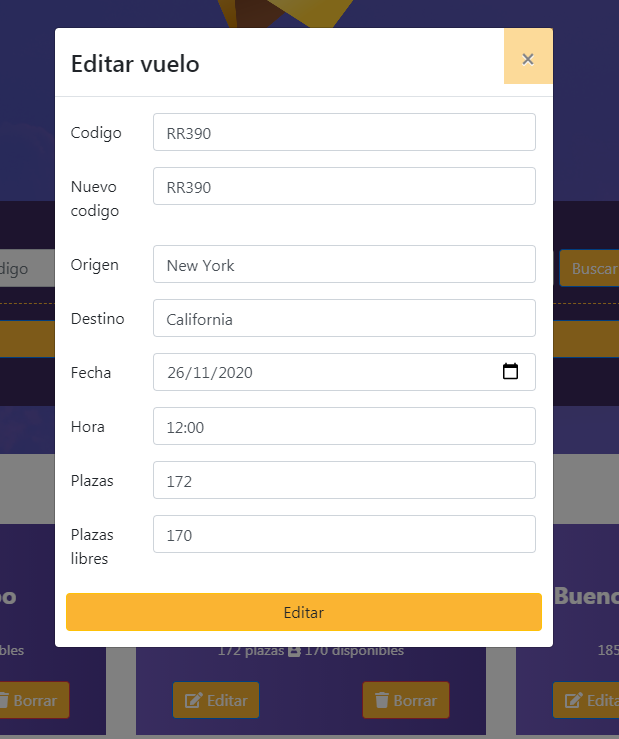 Editar vuelo
×
Codigo
RR390
Nuevo
codigo
RR390
digo
Buscar
Origen
New York
Destino
California
Fecha
26/11/2020
Hora
12:00
Plazas
172
Plazas
libres
170
Editar
Bueno
172 plazas 170 disponibles
185
Borrar
Editar
Borrar
Edita